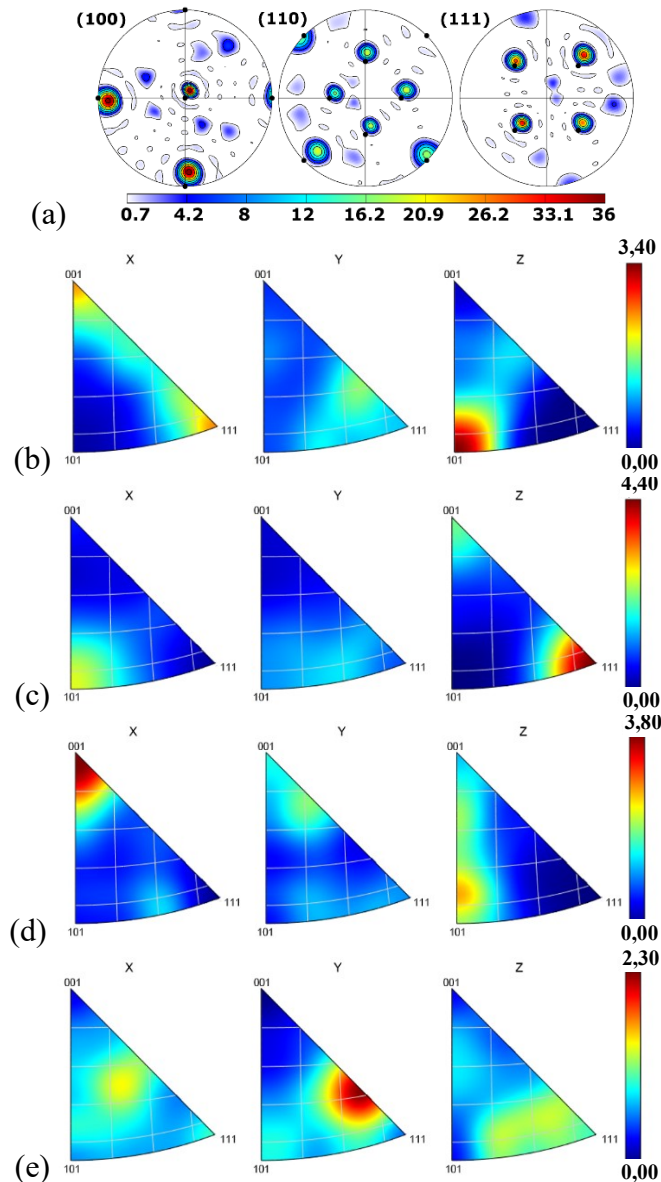 (100) (110) (111)
(a)
0.7 4.2 8 12 16.2 20.9 26.2 33.1 36
X Y Z 3,40
001 001 001
(b)
101 111 101 111 101 111
0,00
4,40
X Y Z
001 001 001
(c)
101 111 101 111 101 111
0,00
3,80
X Y Z
001 001 001
(d)
101 111 101 111 101 111
0,00
2,30
X Y Z
001 001 001
(e)
101 111 101 111 101 111
0,00